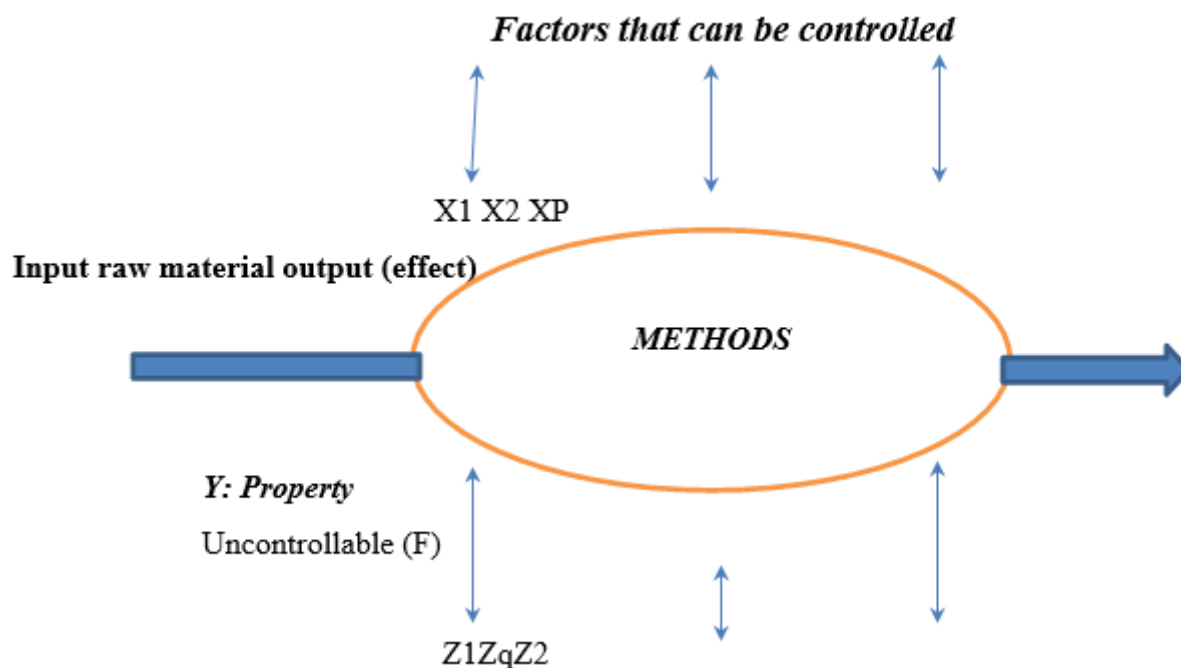 Factors that can be controlled
X1 X2 XP
Input raw material output (effect)
METHODS
Y: Property
Uncontrollable (F)
Z1ZqZ2